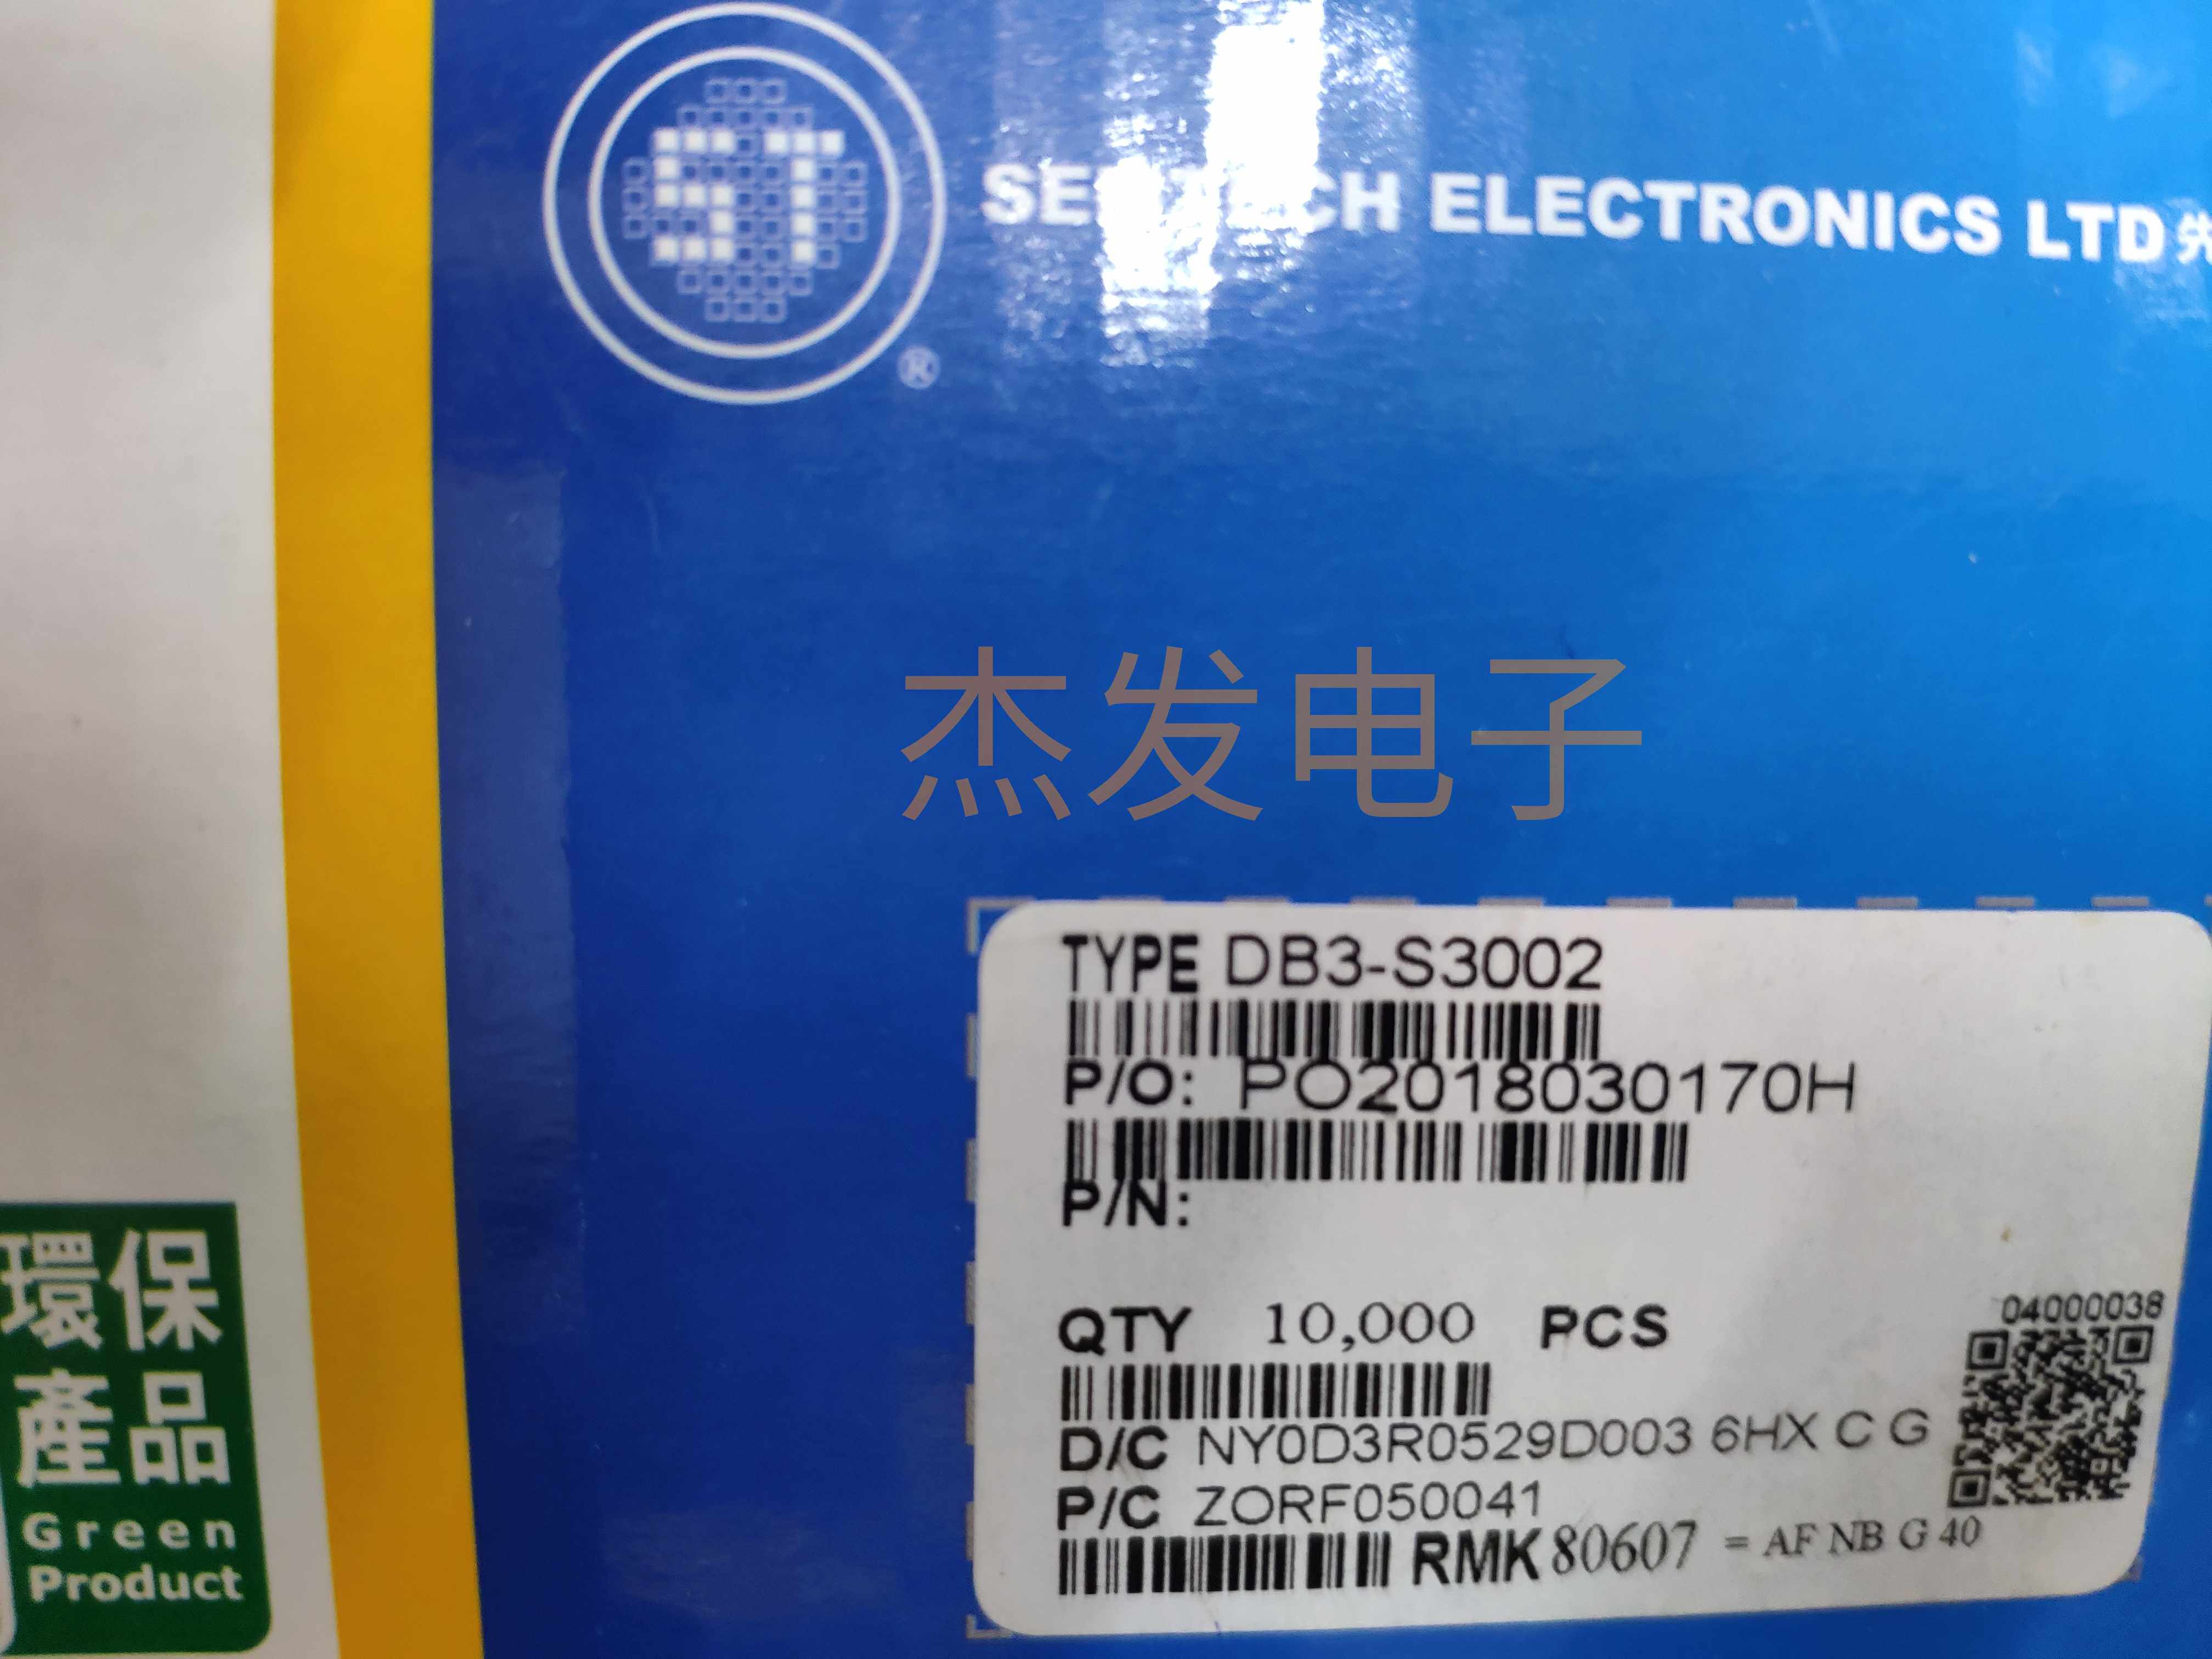 ST
®
ELECTRONICS LTD
杰发电子
TYPE DB3-S3002
P/O: PO2018030170H
P/N:
QTY 10,000 PCS
04000038
D/C NY0D3R0529D003 6HX C G
P/C ZORF050041
RMK 80607 = AF NB G 40
環保
產品
Green
Product